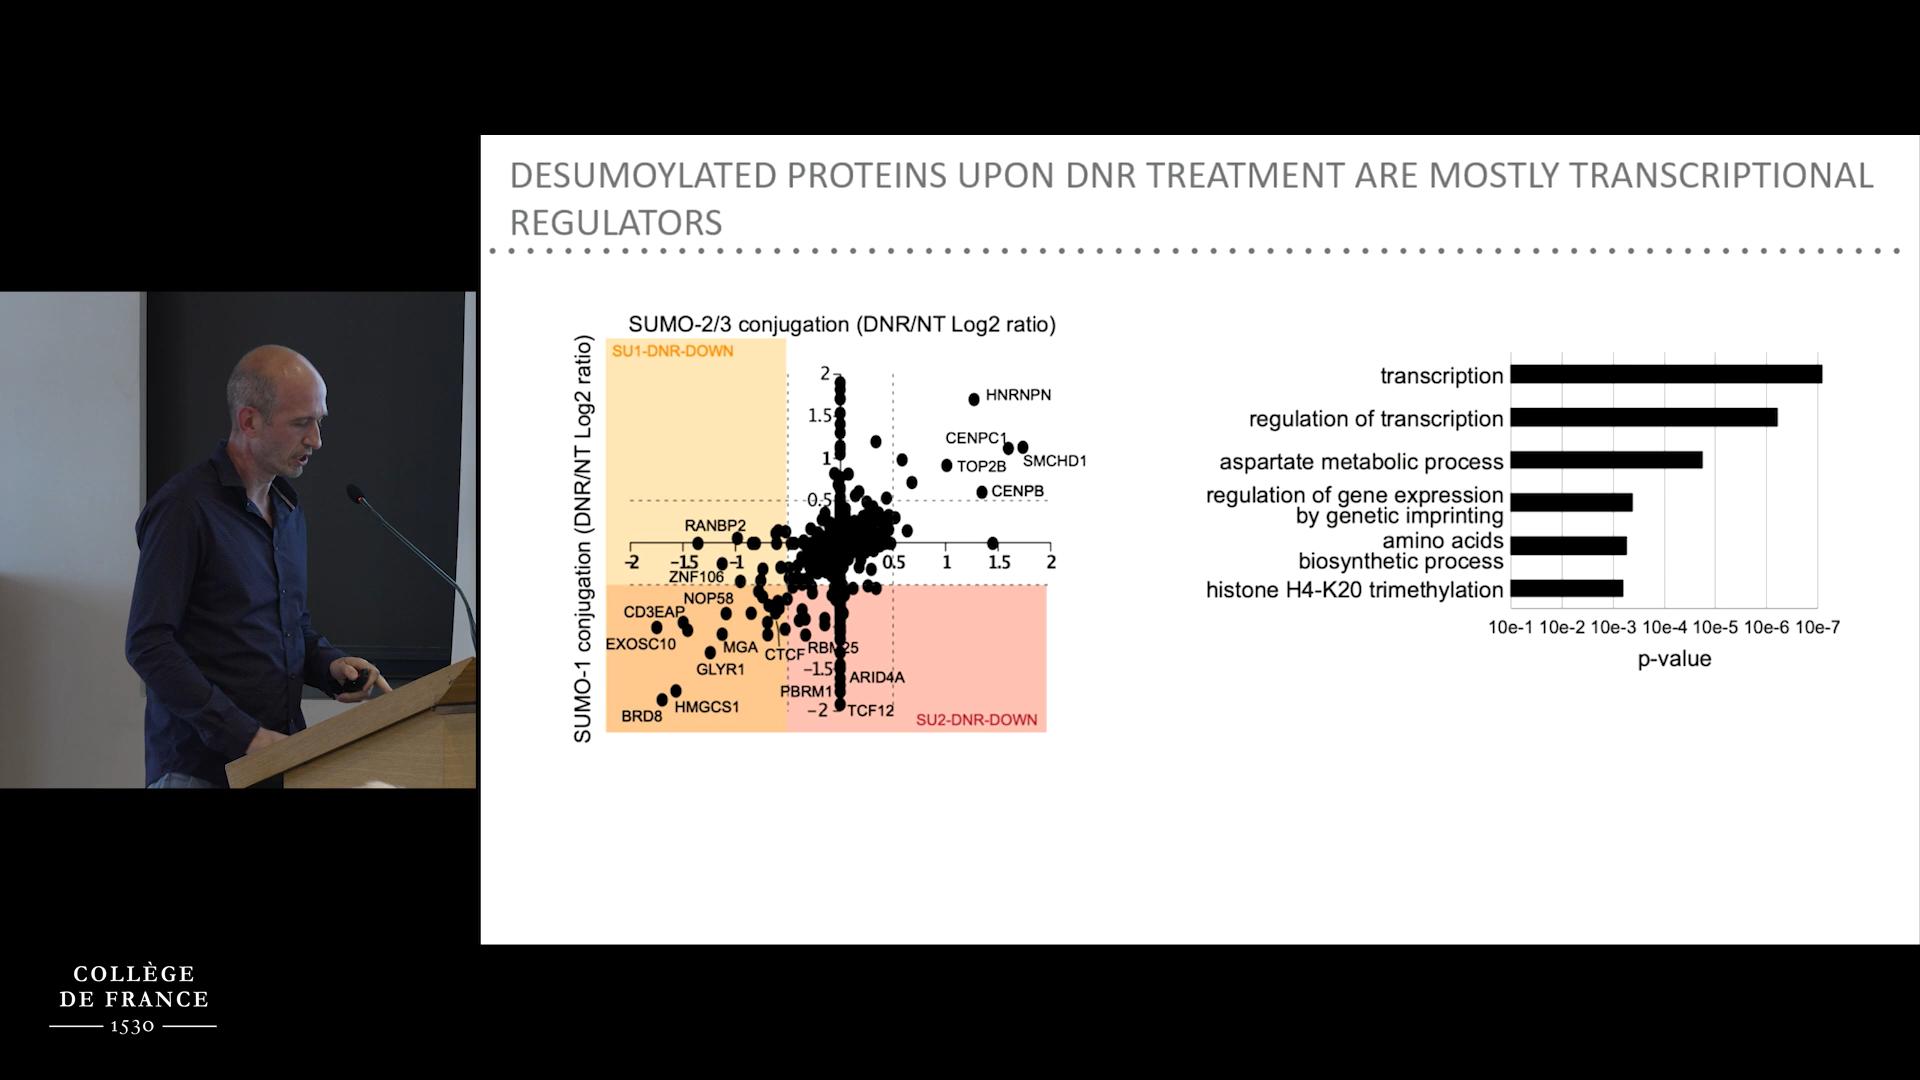 DESUMOYLATED PROTEINS UPON DNR TREATMENT ARE MOSTLY TRANSCRIPTIONAL
REGULATORS
SUMO-2/3 conjugation (DNR/NT Log2 ratio)
SUMO-1 conjugation (DNR/NT Log2 ratio)
SU1-DNR-DOWN
2
HNRNPN
1.5
CENPC1
1
TOP2B
SMCHD1
CENPB
0.5
RANBP2
-2
-15
-1
0.5
1
1.5
2
ZNF106
NOP58
CD3EAP
EXOSC10
MGA
CTCF
RBM25
GLYR1
-1.5
ARID4A
PBRM1
HMGCS1
-2
TCF12
BRD8
SU2-DNR-DOWN
transcription
regulation of transcription
aspartate metabolic process
regulation of gene expression
by genetic imprinting
amino acids
biosynthetic process
histone H4-K20 trimethylation
10e-1 10e-2 10e-3 10e-4 10e-5 10e-6 10e-7
p-value
COLLÈGE
DE FRANCE
1530